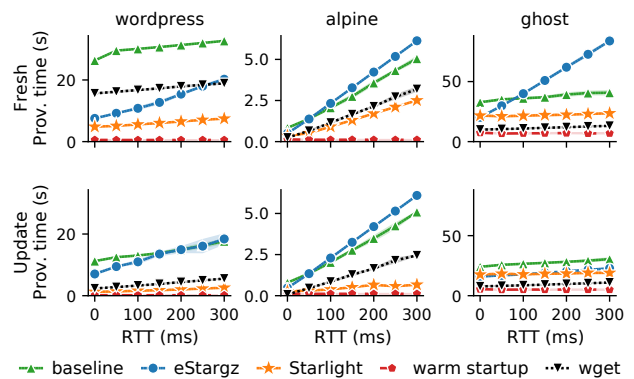 wordpress alpine ghost
Fresh
Prov. time (s)
20
0
5.0
2.5
0.0
50
0
Update
Prov. time (s)
20
0
5.0
2.5
0.0
50
0
0 100 200 300 0 100 200 300 0 100 200 300
RTT (ms) RTT (ms) RTT (ms)
baseline eStargz Starlight warm startup wget